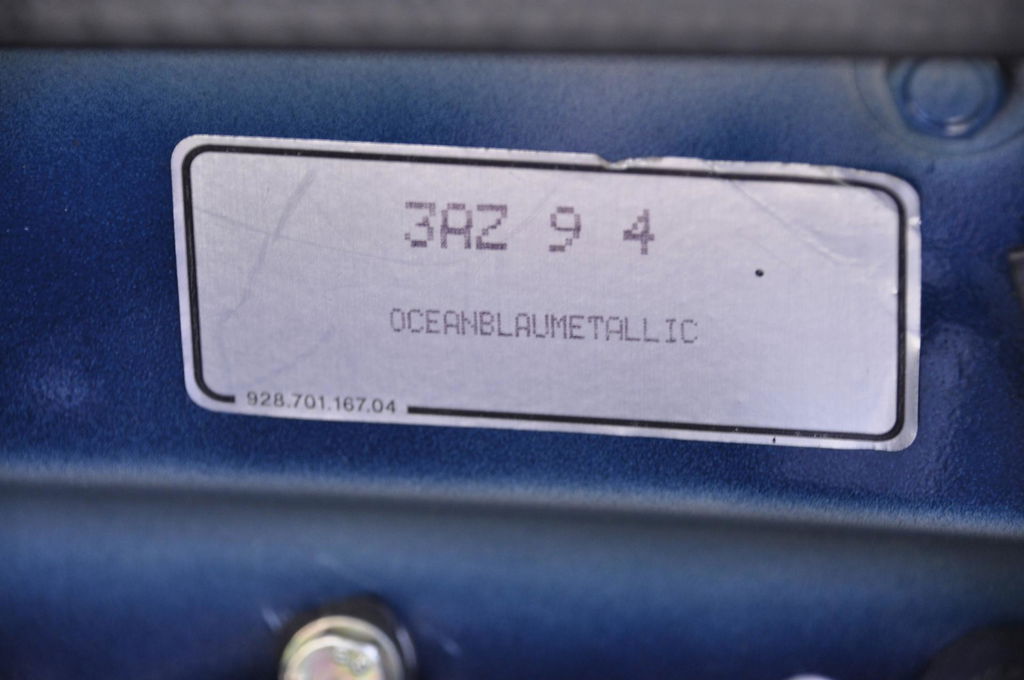 3AZ 9 4
OCEANBLAUMETALLIC
928.701.167.04